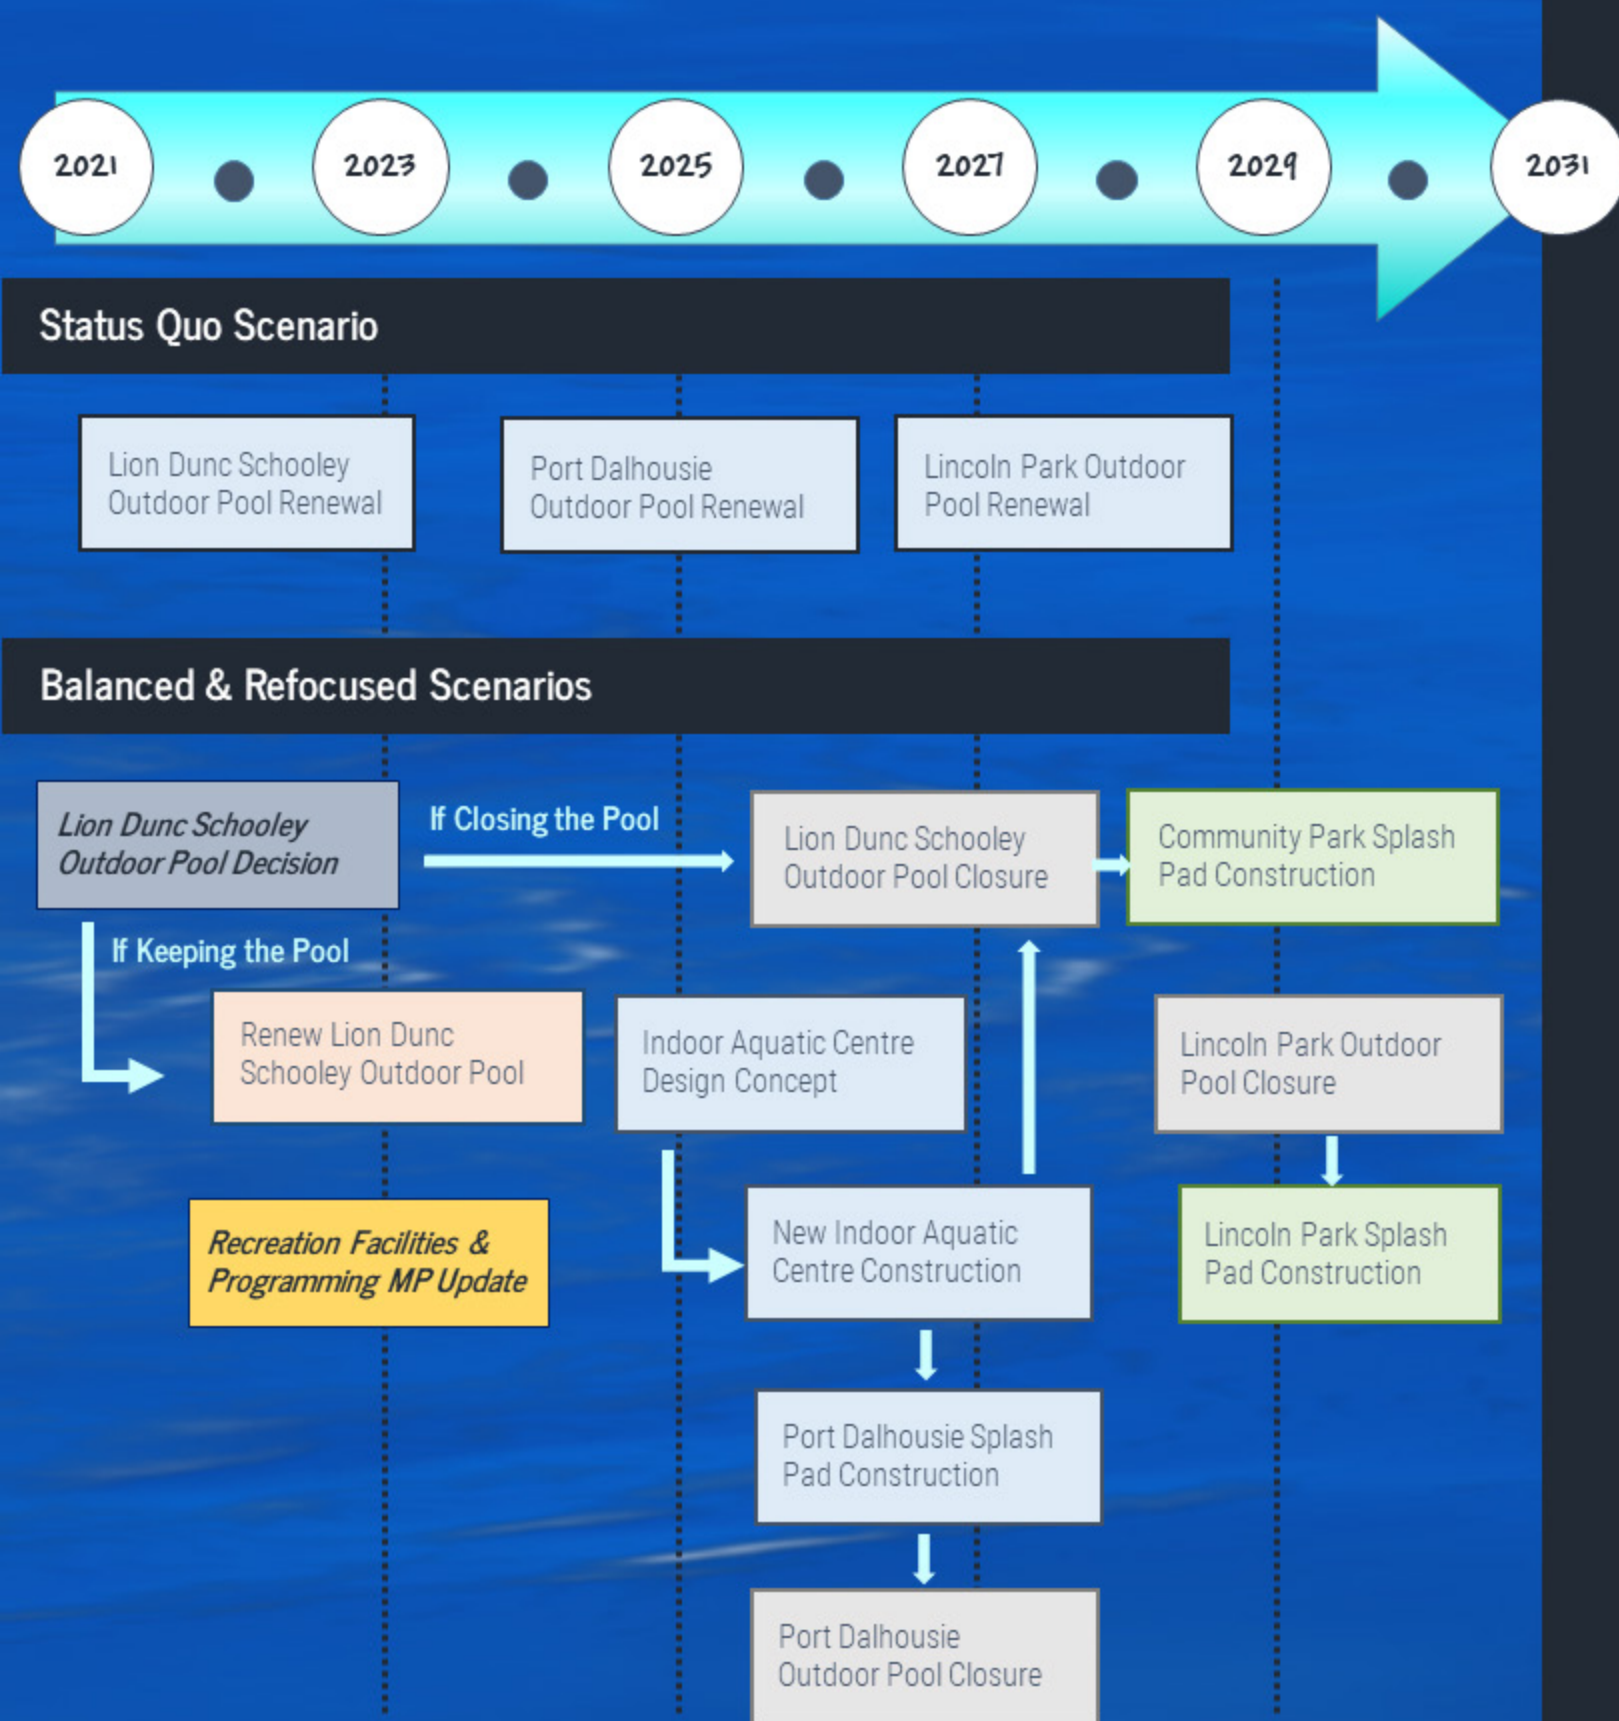 2021
2023
2025
2027
2029
2031
Status Quo Scenario
Lion Dunc Schooley
Outdoor Pool Renewal
Port Dalhousie
Outdoor Pool Renewal
Lincoln Park Outdoor
Pool Renewal
Balanced & Refocused Scenarios
Lion Dunc Schooley
Outdoor Pool Decision
If Closing the Pool
Lion Dunc Schooley
Outdoor Pool Closure
Community Park Splash
Pad Construction
If Keeping the Pool
Renew Lion Dunc
Schooley Outdoor Pool
Indoor Aquatic Centre
Design Concept
Lincoln Park Outdoor
Pool Closure
Recreation Facilities &
Programming MP Update
New Indoor Aquatic
Centre Construction
Lincoln Park Splash
Pad Construction
Port Dalhousie Splash
Pad Construction
Port Dalhousie
Outdoor Pool Closure